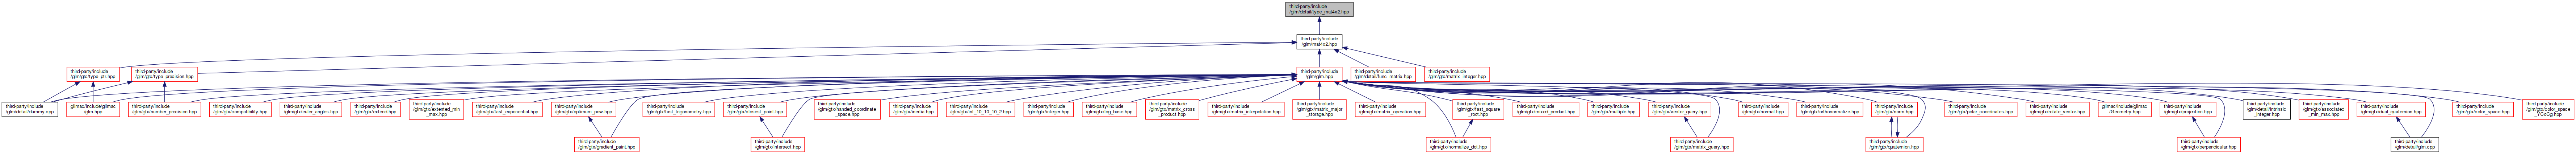 third-party/include
/glm/detail/type_mat4x2.hpp
third-party/include
/glm/mat4x2.hpp
third-party/include
/glm/gtc/type_ptr.hpp
third-party/include
/glm/gtc/type_precision.hpp
third-party/include
/glm/glm.hpp
third-party/include
/glm/detail/func_matrix.hpp
third-party/include
/glm/gtx/matrix_integer.hpp
third-party/include
/glm/detail/dummy.cpp
glimac/include/glimac
/glm.hpp
third-party/include
/glm/gtx/number_precision.hpp
third-party/include
/glm/gtx/compatibility.hpp
third-party/include
/glm/gtx/euler_angles.hpp
third-party/include
/glm/gtx/extend.hpp
third-party/include
/glm/gtx/extented_min
_max.hpp
third-party/include
/glm/gtx/fast_exponential.hpp
third-party/include
/glm/gtx/optimum_pow.hpp
third-party/include
/glm/gtx/fast_trigonometry.hpp
third-party/include
/glm/gtx/closest_point.hpp
third-party/include
/glm/gtx/handed_coordinate
_space.hpp
third-party/include
/glm/gtx/inertia.hpp
third-party/include
/glm/gtx/int_10_10_10_2.hpp
third-party/include
/glm/gtx/integer.hpp
third-party/include
/glm/gtx/log_base.hpp
third-party/include
/glm/gtx/matrix_cross
_product.hpp
third-party/include
/glm/gtx/matrix_interpolation.hpp
third-party/include
/glm/gtx/matrix_major
_storage.hpp
third-party/include
/glm/gtx/matrix_operation.hpp
third-party/include
/glm/gtx/fast_square
_root.hpp
third-party/include
/glm/gtx/mixed_product.hpp
third-party/include
/glm/gtx/multiple.hpp
third-party/include
/glm/gtx/vector_query.hpp
third-party/include
/glm/gtx/normal.hpp
third-party/include
/glm/gtx/orthonormalize.hpp
third-party/include
/glm/gtx/norm.hpp
third-party/include
/glm/gtx/polar_coordinates.hpp
third-party/include
/glm/gtx/rotate_vector.hpp
glimac/include/glimac
/Geometry.hpp
third-party/include
/glm/gtx/projection.hpp
third-party/include
/glm/detail/intrinsic
_integer.hpp
third-party/include
/glm/gtx/associated
_min_max.hpp
third-party/include
/glm/gtx/dual_quaternion.hpp
third-party/include
/glm/gtx/color_space.hpp
third-party/include
/glm/gtx/color_space
_YCoCg.hpp
third-party/include
/glm/gtx/gradient_paint.hpp
third-party/include
/glm/gtx/intersect.hpp
third-party/include
/glm/gtx/normalize_dot.hpp
third-party/include
/glm/gtx/matrix_query.hpp
third-party/include
/glm/gtx/quaternion.hpp
third-party/include
/glm/gtx/perpendicular.hpp
third-party/include
/glm/detail/glm.cpp